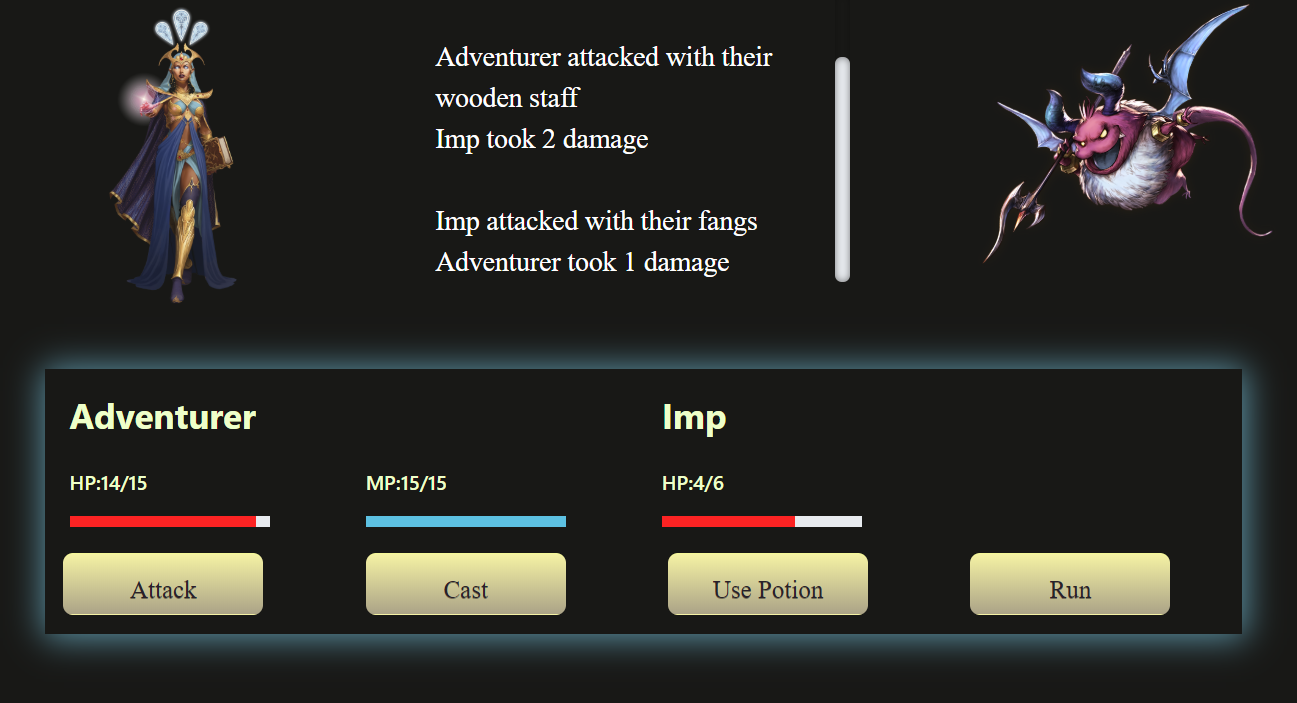 Adventurer attacked with their
wooden staff
Imp took 2 damage
Imp attacked with their fangs
Adventurer took 1 damage
Adventurer
Imp
HP:14/15
MP:15/15
HP:4/6
Attack
Cast
Use Potion
Run